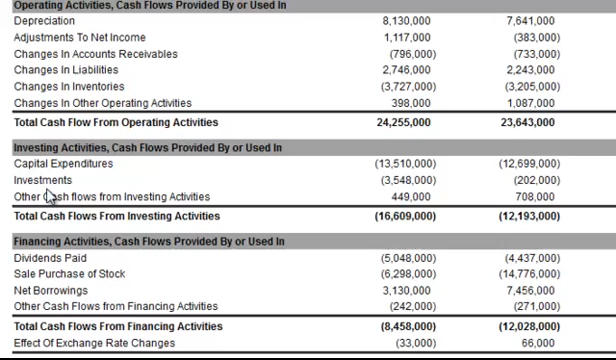 Operating Activities, Cash Flows Provided By or Used In
Depreciation 8,130,000 7,641,000
Adjustments To Net Income 1,117,000 (383,000)
Changes In Accounts Receivables (796,000) (733,000)
Changes In Liabilities 2,746,000 2,243,000
Changes In Inventories (3,727,000) (3,205,000)
Changes In Other Operating Activities 398,000 1,087,000
Total Cash Flow From Operating Activities 24,255,000 23,643,000
Investing Activities, Cash Flows Provided By or Used In
Capital Expenditures (13,510,000) (12,699,000)
Investments (3,548,000) (202,000)
Other Cash flows from Investing Activities 449,000 708,000
Total Cash Flows From Investing Activities (16,609,000) (12,193,000)
Financing Activities, Cash Flows Provided By or Used In
Dividends Paid (5,048,000) (4,437,000)
Sale Purchase of Stock (6,298,000) (14,776,000)
Net Borrowings 3,130,000 7,456,000
Other Cash Flows from Financing Activities (242,000) (271,000)
Total Cash Flows From Financing Activities (8,458,000) (12,028,000)
Effect Of Exchange Rate Changes (33,000) 66,000